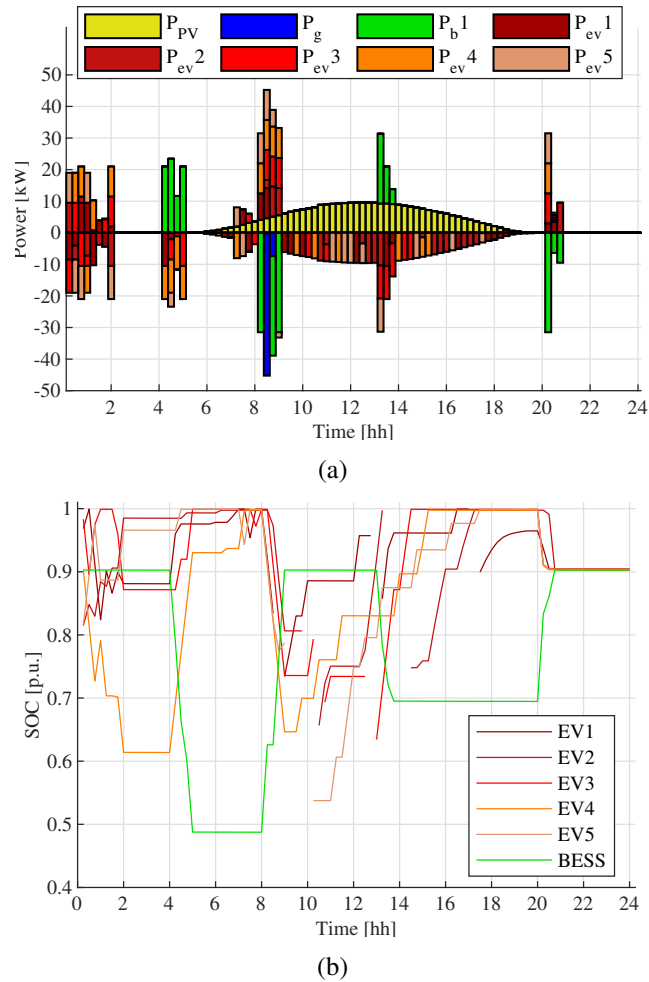 P_PV P_g P_b1 P_ev1
P_ev2 P_ev3 P_ev4 P_ev5
50
40
30
20
10
0
-10
-20
-30
-40
-50
Power [kW]
2 4 6 8 10 12 14 16 18 20 22 24
Time [hh]
(a)
1
0.9
0.8
0.7
0.6
0.5
0.4
SOC [p.u.]
EV1
EV2
EV3
EV4
EV5
BESS
0 2 4 6 8 10 12 14 16 18 20 22 24
Time [hh]
(b)